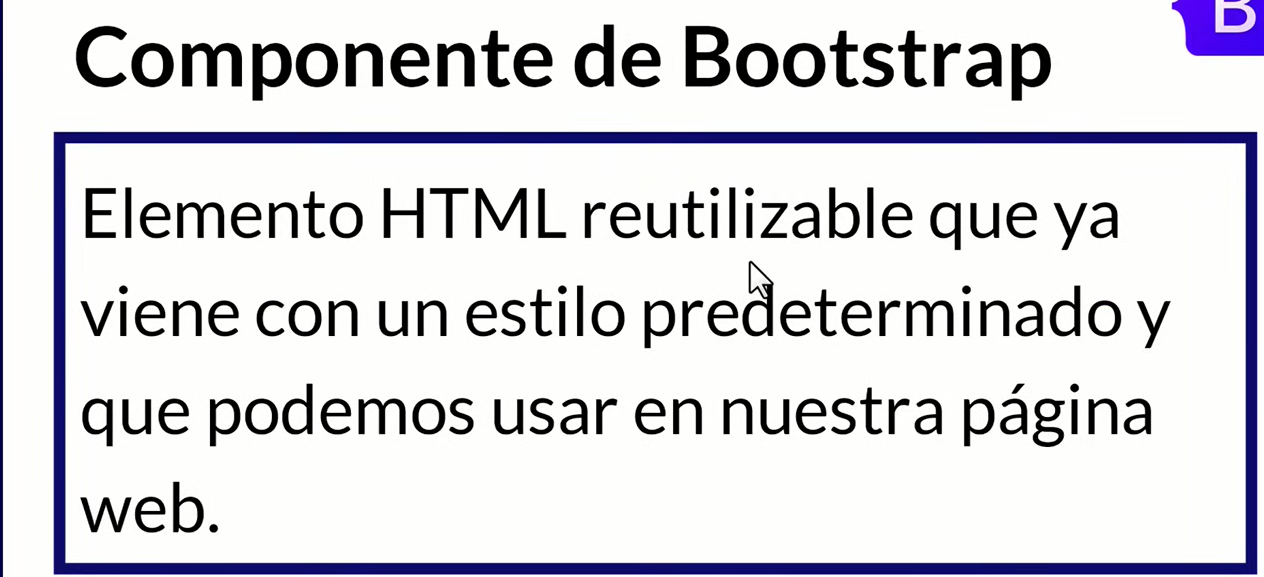 B
Componente de Bootstrap
Elemento HTML reutilizable que ya
viene con un estilo predeterminado y
que podemos usar en nuestra página
web.